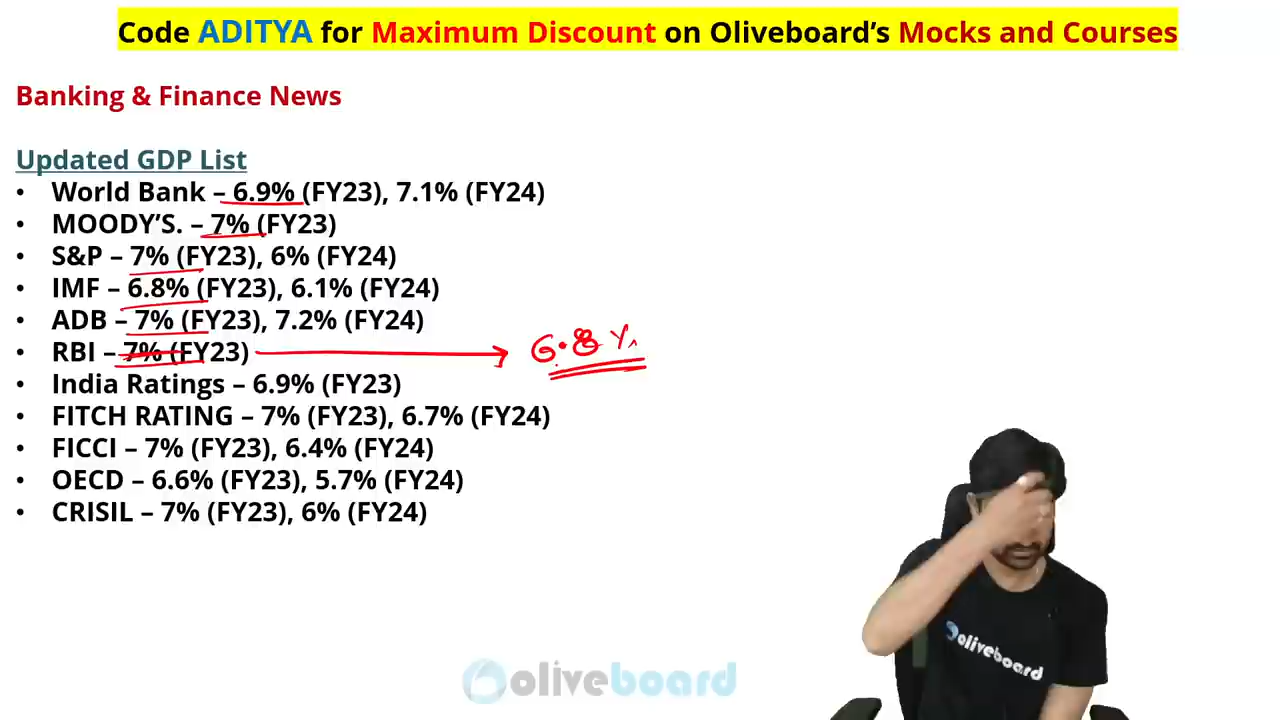 Code ADITYA for Maximum Discount on Oliveboard's Mocks and Courses
Banking & Finance News
Updated GDP List
• World Bank – 6.9% (FY23), 7.1% (FY24)
• MOODY'S. – 7% (FY23)
• S&P – 7% (FY23), 6% (FY24)
• IMF – 6.8% (FY23), 6.1% (FY24)
• ADB – 7% (FY23), 7.2% (FY24)
• RBI – 7% (FY23) 6.8 %
• India Ratings – 6.9% (FY23)
• FITCH RATING – 7% (FY23), 6.7% (FY24)
• FICCI – 7% (FY23), 6.4% (FY24)
• OECD – 6.6% (FY23), 5.7% (FY24)
• CRISIL – 7% (FY23), 6% (FY24)
oliveboard
oliveboard